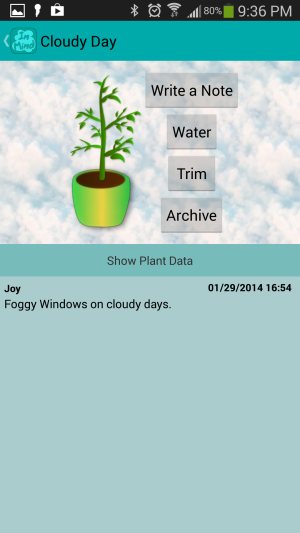 80% 9:36 PM
Cloudy Day
Write a Note
Water
Trim
Archive
Show Plant Data
Joy 01/29/2014 16:54
Foggy Windows on cloudy days.